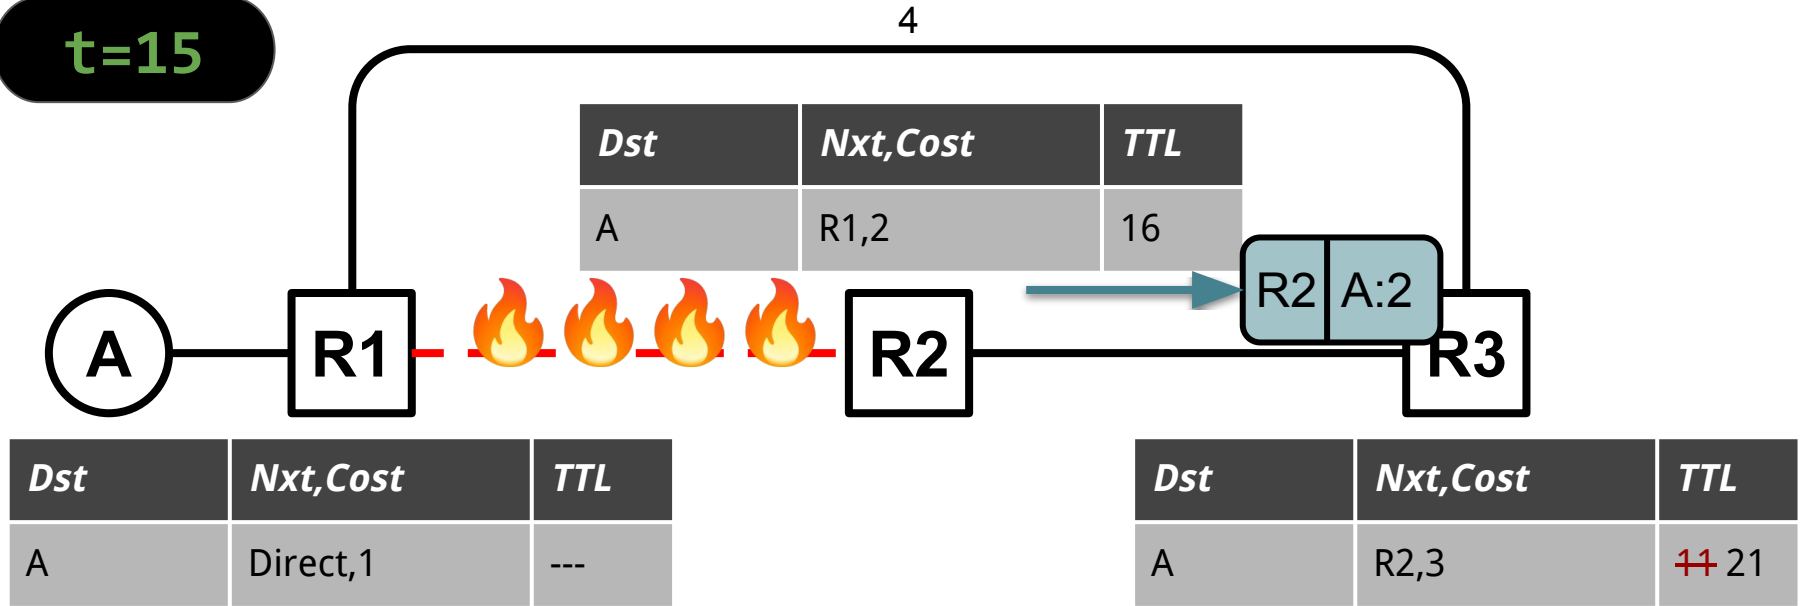 t=15
4
Dst Nxt,Cost TTL
A R1,2 16
R2 A:2
A R1 R2 R3
Dst Nxt,Cost TTL
A Direct,1 ---
Dst Nxt,Cost TTL
A R2,3 11 21